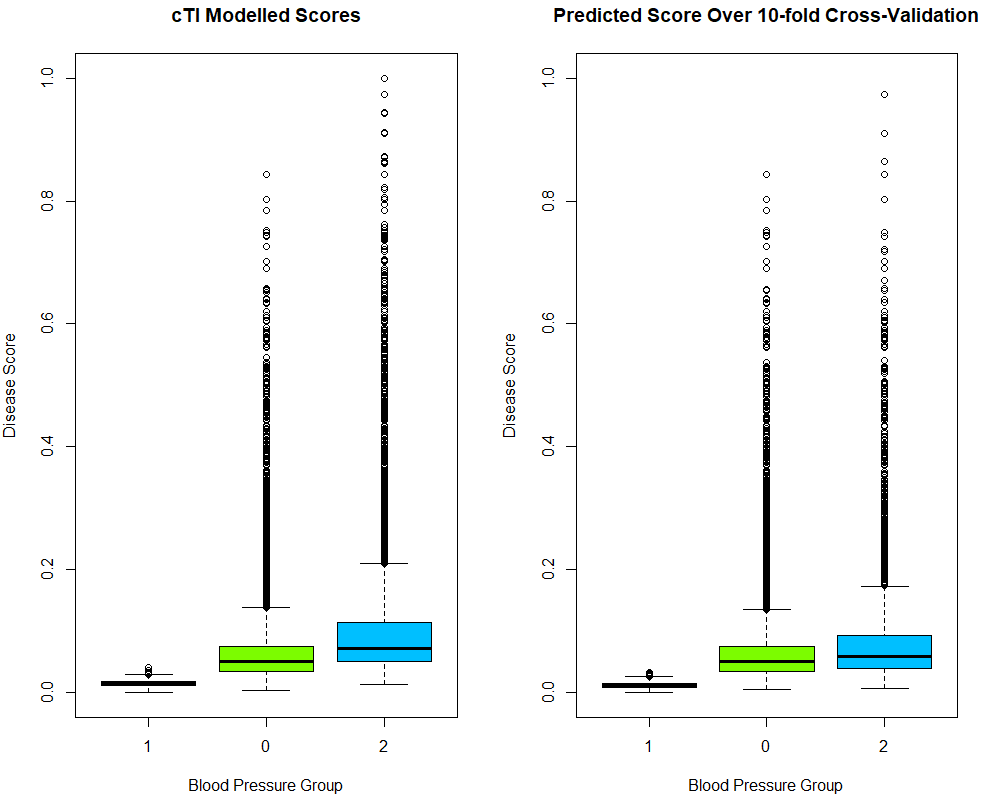 cTI Modelled Scores
Disease Score
1.0
0.8
0.6
0.4
0.2
0.0
1 0 2
Blood Pressure Group
Predicted Score Over 10-fold Cross-Validation
Disease Score
1.0
0.8
0.6
0.4
0.2
0.0
1 0 2
Blood Pressure Group